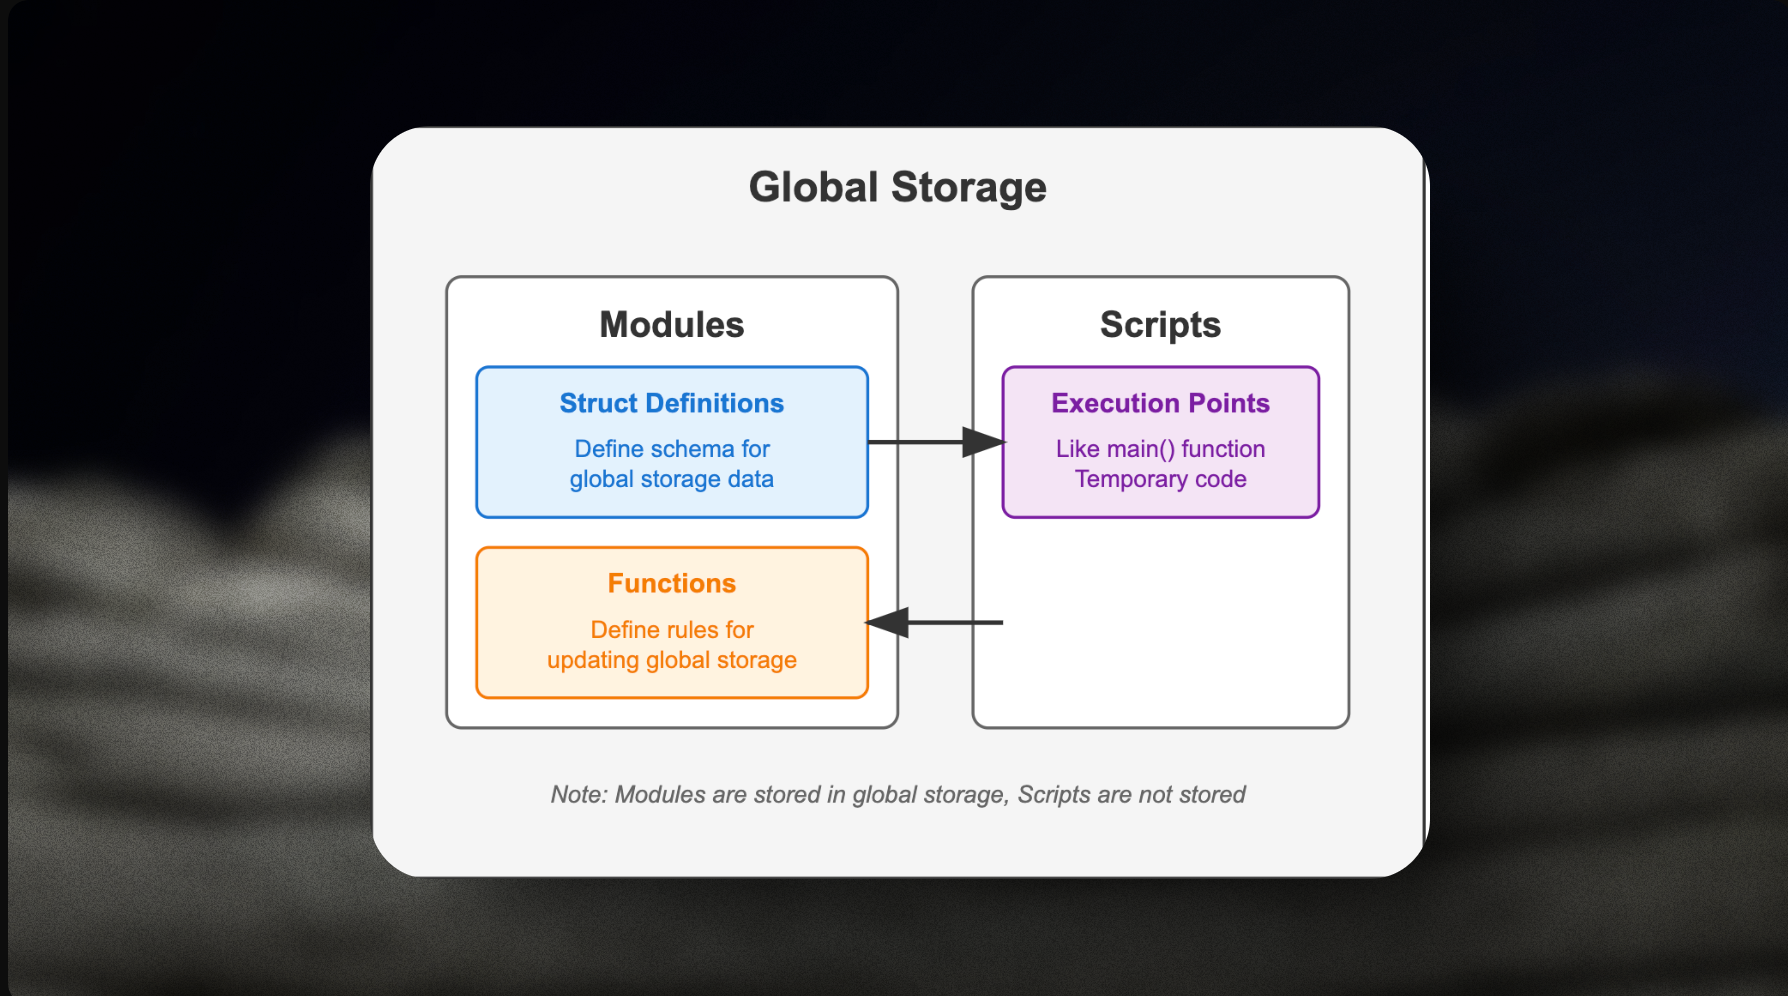 Global Storage
Modules
Struct Definitions
Define schema for
global storage data
Functions
Define rules for
updating global storage
Scripts
Execution Points
Like main() function
Temporary code
Note: Modules are stored in global storage, Scripts are not stored